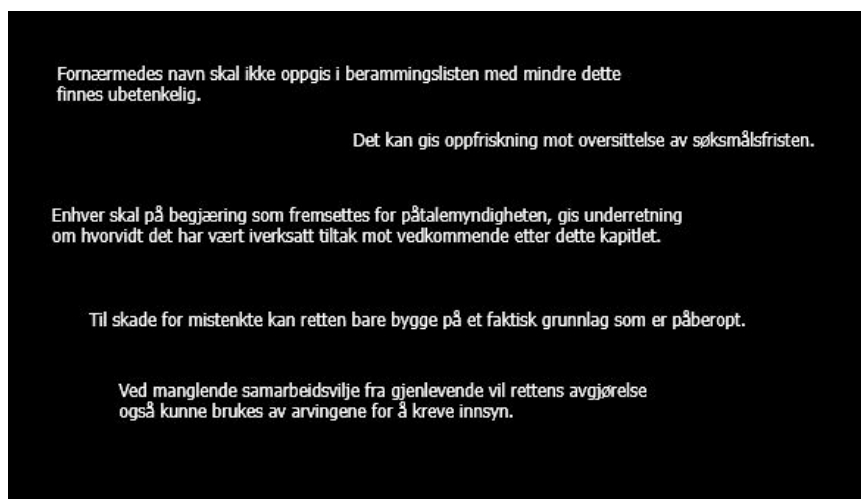 Fornærmedes navn skal ikke oppgis i berammingslisten med mindre dette
finnes ubetenkelig.
Det kan gis oppfriskning mot oversittelse av søksmålsfristen.
Enhver skal på begjæring som fremsettes for påtalemyndigheten, gis underretning
om hvorvidt det har vært iverksatt tiltak mot vedkommende etter dette kapitlet.
Til skade for mistenkte kan retten bare bygge på et faktisk grunnlag som er påberopt.
Ved manglende samarbeidsvilje fra gjenlevende vil rettens avgjørelse
også kunne brukes av arvingene for å kreve innsyn.